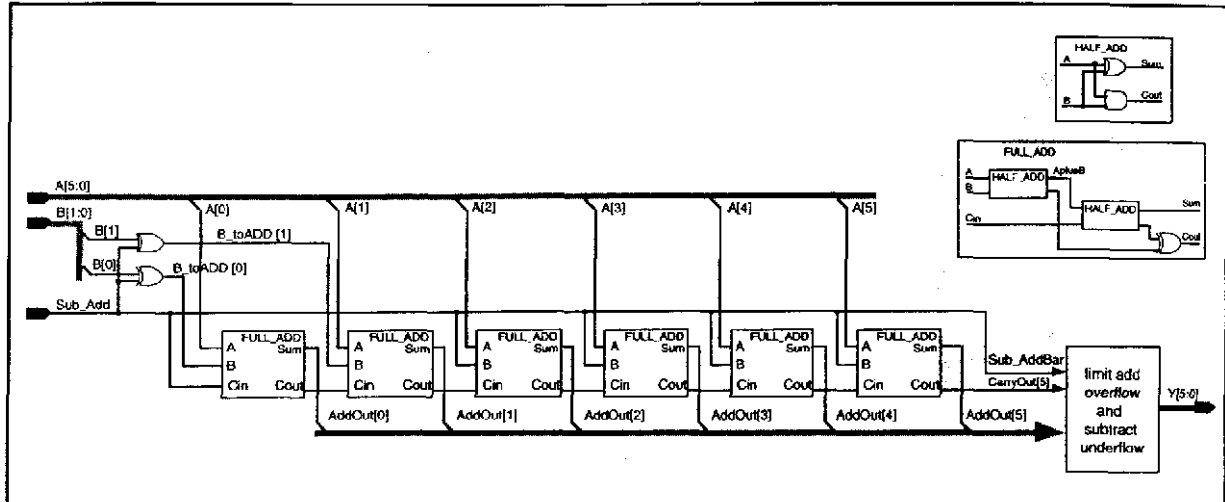 HALF_ADD
A
Sum
B
Cout
FULL_ADD
A
HALF_ADD
AplusB
B
Cin
HALF_ADD
Sum
Cout
A[5:0]
B[1:0]
A[0]
A[1]
A[2]
A[3]
A[4]
A[5]
B[1]
B_toADD [1]
B[0]
B_toADD [0]
Sub_Add
FULL_ADD
A
Sum
B
Cin
Cout
FULL_ADD
A
Sum
B
Cin
Cout
FULL_ADD
A
Sum
B
Cin
Cout
FULL_ADD
A
Sum
B
Cin
Cout
FULL_ADD
A
Sum
B
Cin
Cout
FULL_ADD
A
Sum
B
Cin
Cout
Sub_AddBar
CarryOut[5]
AddOut[0]
AddOut[1]
AddOut[2]
AddOut[3]
AddOut[4]
AddOut[5]
limit add
overflow
and
subtract
underflow
Y[5:0]